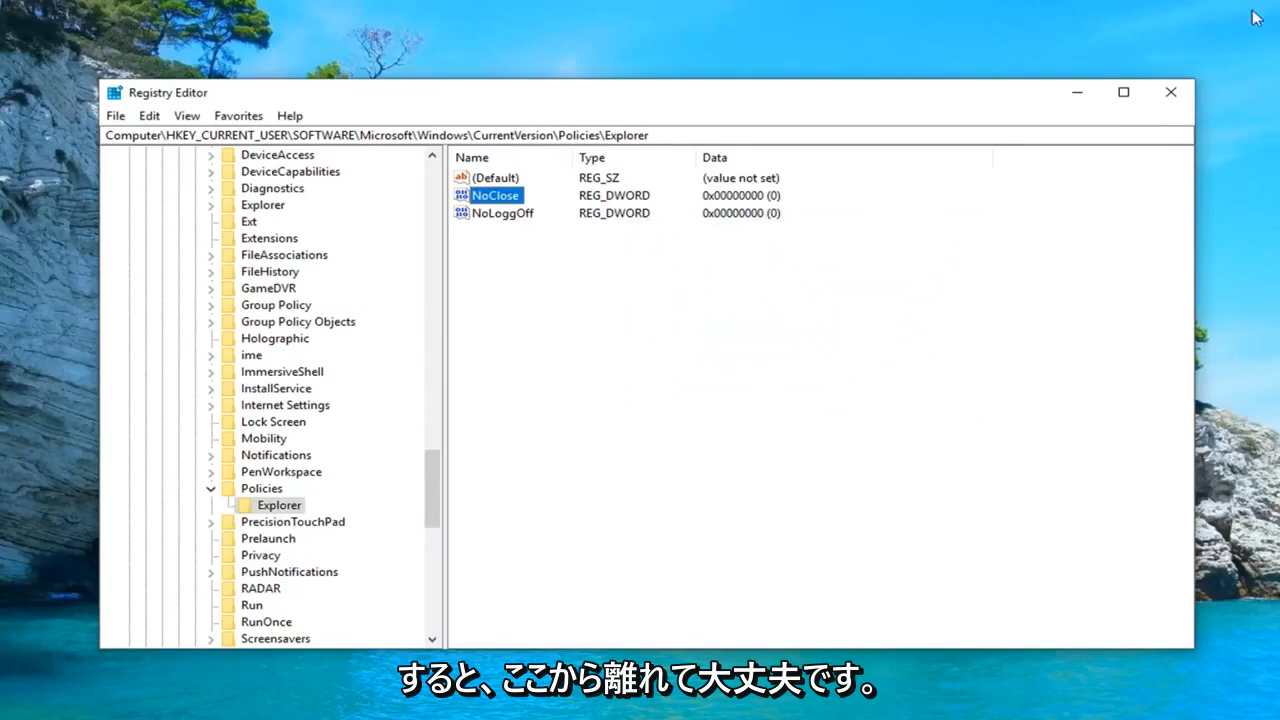 Registry Editor
File Edit View Favorites Help
Computer\HKEY_CURRENT_USER\SOFTWARE\Microsoft\Windows\CurrentVersion\Policies\Explorer
DeviceAccess
DeviceCapabilities
Diagnostics
Explorer
Ext
Extensions
FileAssociations
FileHistory
GameDVR
Group Policy
Group Policy Objects
Holographic
ime
ImmersiveShell
InstallService
Internet Settings
Lock Screen
Mobility
Notifications
PenWorkspace
Policies
Explorer
PrecisionTouchPad
Prelaunch
Privacy
PushNotifications
RADAR
Run
RunOnce
Screensavers
Name Type Data
(Default) REG_SZ (value not set)
NoClose REG_DWORD 0x00000000 (0)
NoLoggOff REG_DWORD 0x00000000 (0)
すると、ここから離れて大丈夫です。